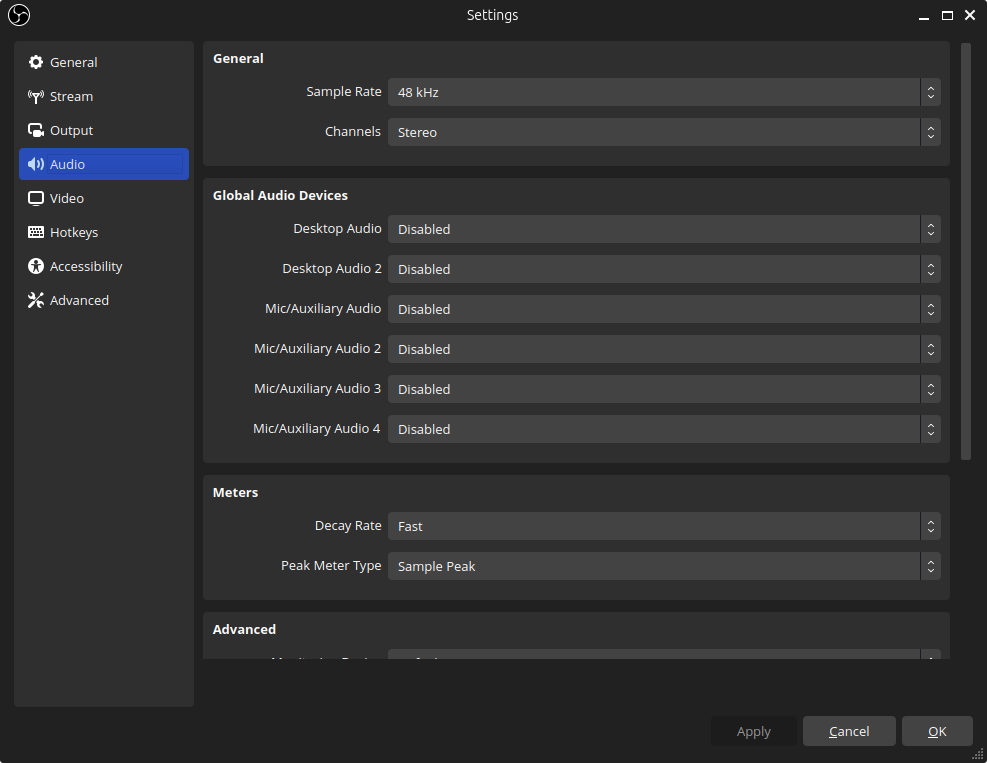 Settings
General
Stream
Output
Audio
Video
Hotkeys
Accessibility
Advanced
General
Sample Rate 48 kHz
Channels Stereo
Global Audio Devices
Desktop Audio Disabled
Desktop Audio 2 Disabled
Mic/Auxiliary Audio Disabled
Mic/Auxiliary Audio 2 Disabled
Mic/Auxiliary Audio 3 Disabled
Mic/Auxiliary Audio 4 Disabled
Meters
Decay Rate Fast
Peak Meter Type Sample Peak
Advanced
Apply Cancel OK